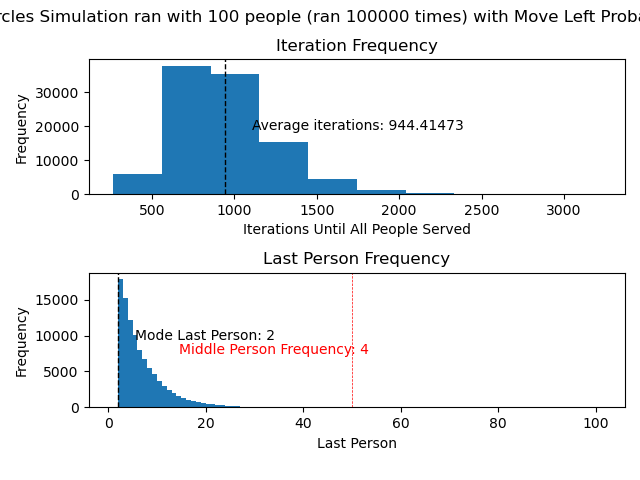 Simulation ran with 100 people (ran 100000 times) with Move Left
Iteration Frequency
Frequency
30000
20000
10000
0
Average iterations: 944.41473
500 1000 1500 2000 2500 3000
Iterations Until All People Served
Last Person Frequency
Frequency
15000
10000
5000
0
Mode Last Person: 2
Middle Person Frequency: 4
0 20 40 60 80 100
Last Person